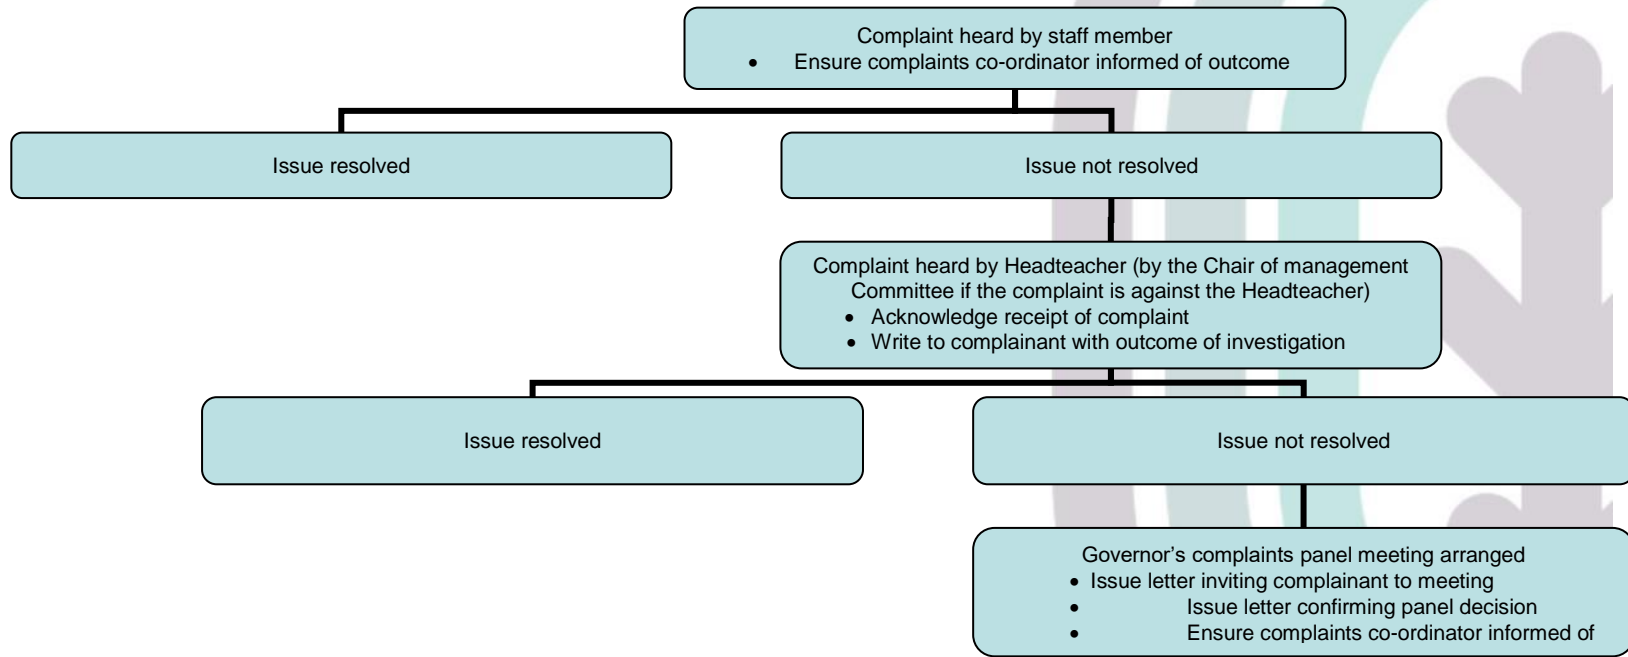 Complaint heard by staff member
• Ensure complaints co-ordinator informed of outcome
Issue resolved
Issue not resolved
Complaint heard by Headteacher (by the Chair of management
Committee if the complaint is against the Headteacher)
• Acknowledge receipt of complaint
• Write to complainant with outcome of investigation
Issue resolved
Issue not resolved
Governor’s complaints panel meeting arranged
• Issue letter inviting complainant to meeting
• Issue letter confirming panel decision
• Ensure complaints co-ordinator informed of